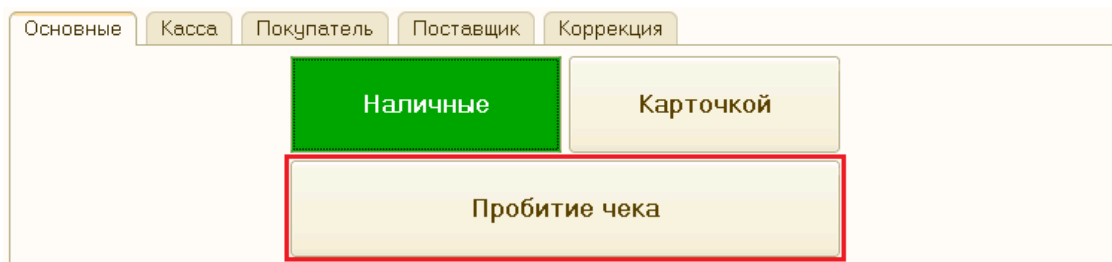 Основные Касса Покупатель Поставщик Коррекция
Наличные Карточкой
Пробитие чека